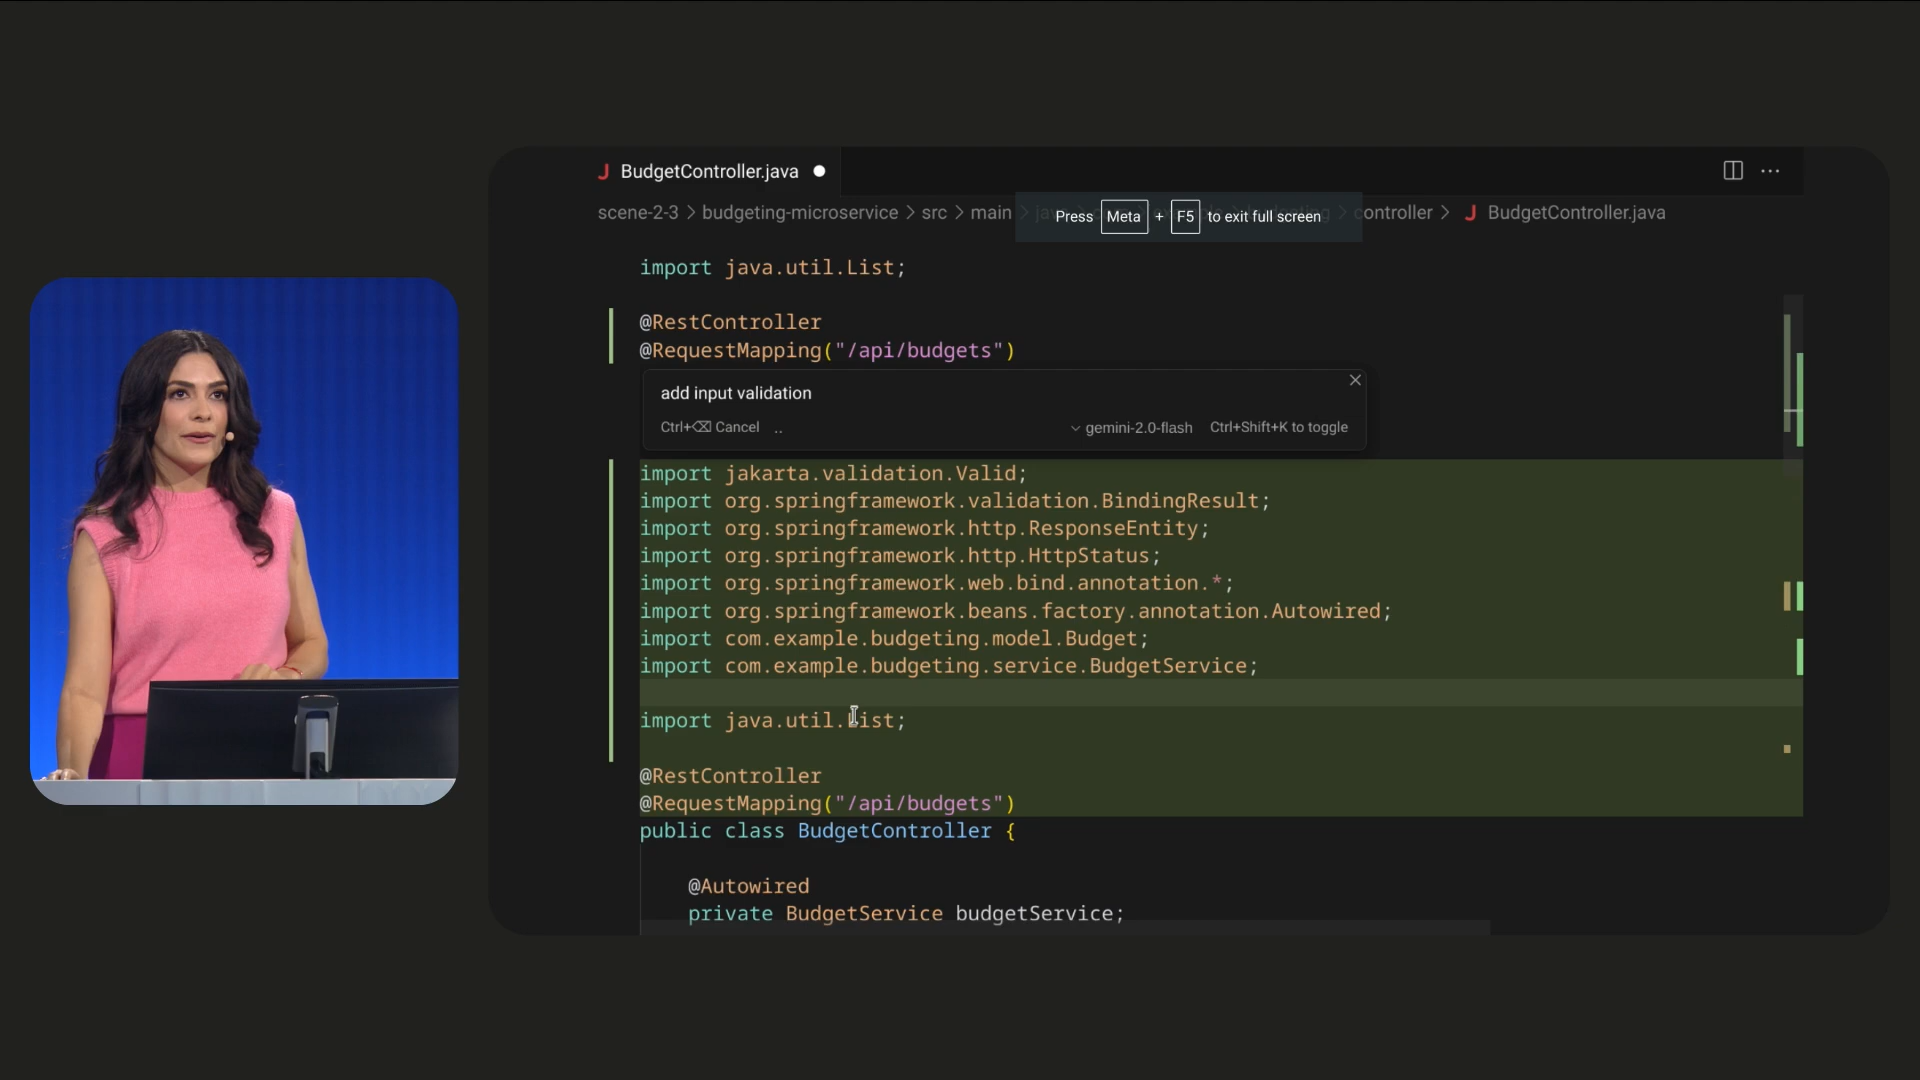 BudgetController.java
scene-2-3 > budgeting-microservice > src > main > java
controller > BudgetController.java
Press Meta + F5 to exit full screen
import java.util.List;
@RestController
@RequestMapping("/api/budgets")
add input validation
Ctrl+⌫ Cancel ..
gemini-2.0-flash Ctrl+Shift+K to toggle
import jakarta.validation.Valid;
import org.springframework.validation.BindingResult;
import org.springframework.http.ResponseEntity;
import org.springframework.http.HttpStatus;
import org.springframework.web.bind.annotation.*;
import org.springframework.beans.factory.annotation.Autowired;
import com.example.budgeting.model.Budget;
import com.example.budgeting.service.BudgetService;
import java.util.List;
@RestController
@RequestMapping("/api/budgets")
public class BudgetController {
@Autowired
private BudgetService budgetService;